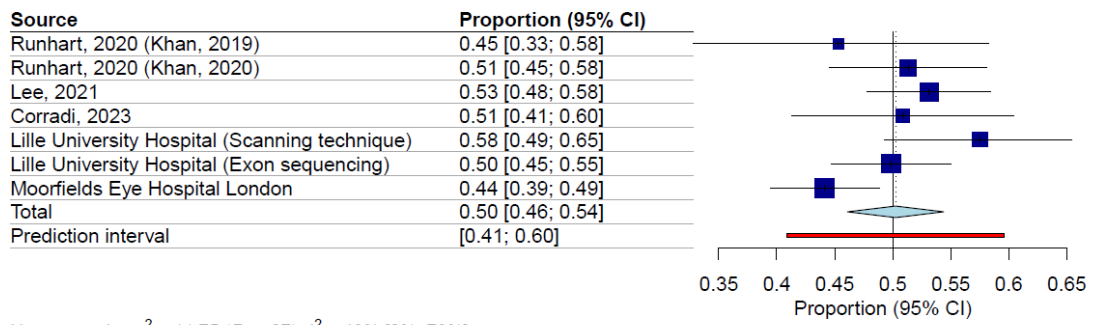 Source Proportion (95% CI)
Runhart, 2020 (Khan, 2019) 0.45 [0.33; 0.58]
Runhart, 2020 (Khan, 2020) 0.51 [0.45; 0.58]
Lee, 2021 0.53 [0.48; 0.58]
Corradi, 2023 0.51 [0.41; 0.60]
Lille University Hospital (Scanning technique) 0.58 [0.49; 0.65]
Lille University Hospital (Exon sequencing) 0.50 [0.45; 0.55]
Moorfields Eye Hospital London 0.44 [0.39; 0.49]
Total 0.50 [0.46; 0.54]
Prediction interval [0.41; 0.60]
0.35 0.4 0.45 0.5 0.55 0.6 0.65
Proportion (95% CI)